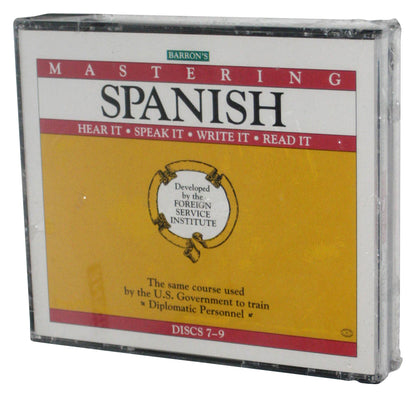 BARRON'S
MASTERING
SPANISH
HEAR IT • SPEAK IT • WRITE IT • READ IT
Developed
by the
FOREIGN
SERVICE
INSTITUTE
The same course used
by the U.S. Government to train
Diplomatic Personnel
DISCS 7–9